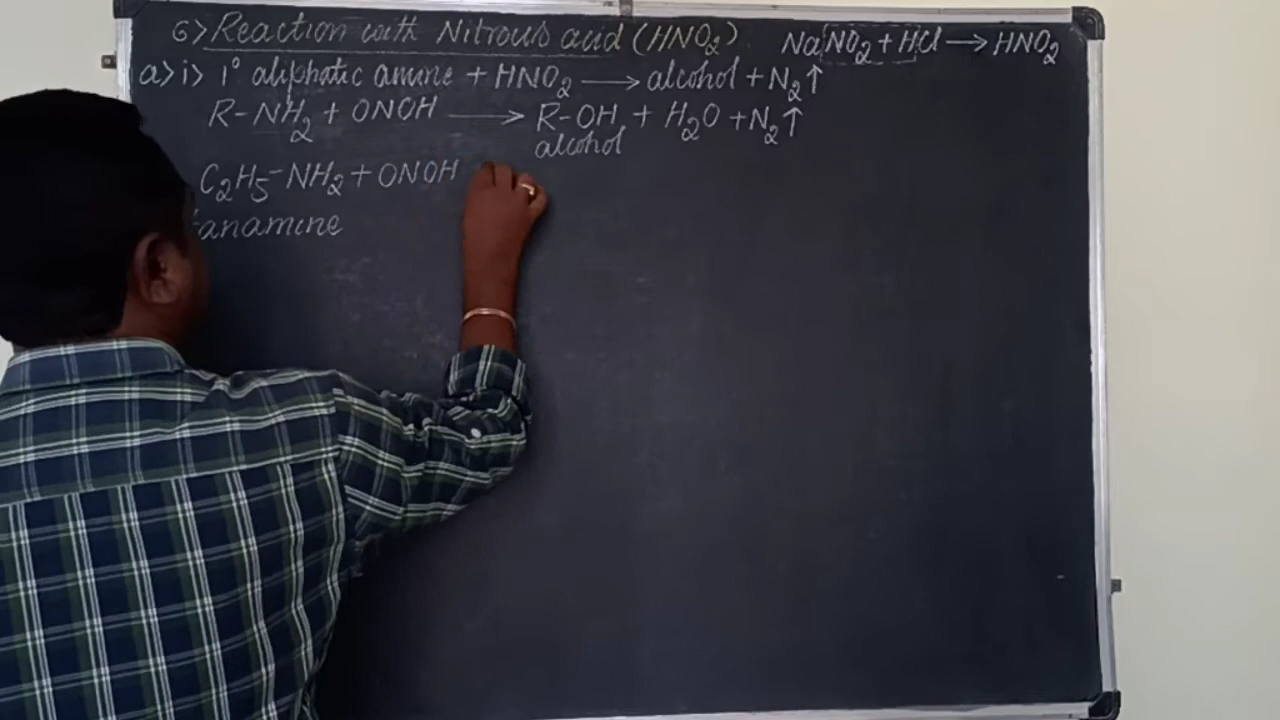 6> Reaction with Nitrous acid (HNO₂) NaNO₂ + HCl ⟶ HNO₂
a> i> 1° aliphatic amine + HNO₂ ⟶ alcohol + N₂↑
R-NH₂ + ONOH ⟶ R-OH + H₂O + N₂↑
alcohol
C₂H₅-NH₂ + ONOH